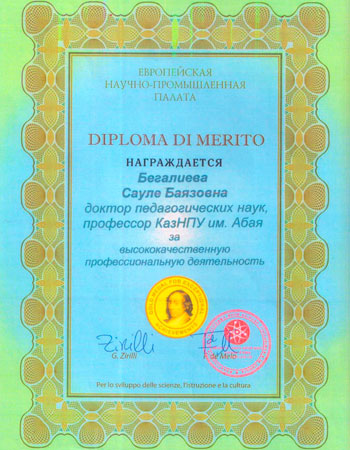 ЕВРОПЕЙСКАЯ
НАУЧНО-ПРОМЫШЛЕННАЯ
ПАЛАТА
DIPLOMA DI MERITO
НАГРАЖДАЕТСЯ
Бегалиева
Сауле Баязовна
доктор педагогических наук,
профессор КазНПУ им. Абая
за
высококачественную
профессиональную деятельность
G. Zirilli
F. de Melo
Per lo sviluppo delle scienze, l'istruzione e la cultura